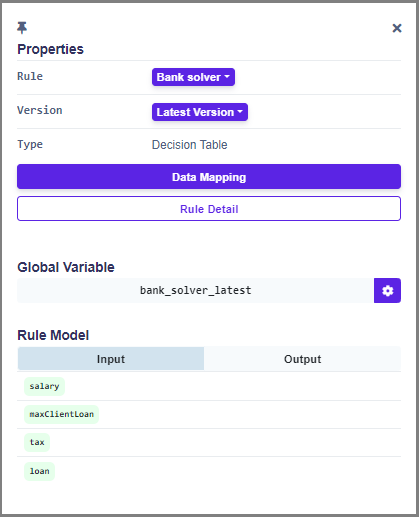 Properties
Rule Bank solver
Version Latest Version
Type Decision Table
Data Mapping
Rule Detail
Global Variable
bank_solver_latest
Rule Model
Input Output
salary
maxClientLoan
tax
loan